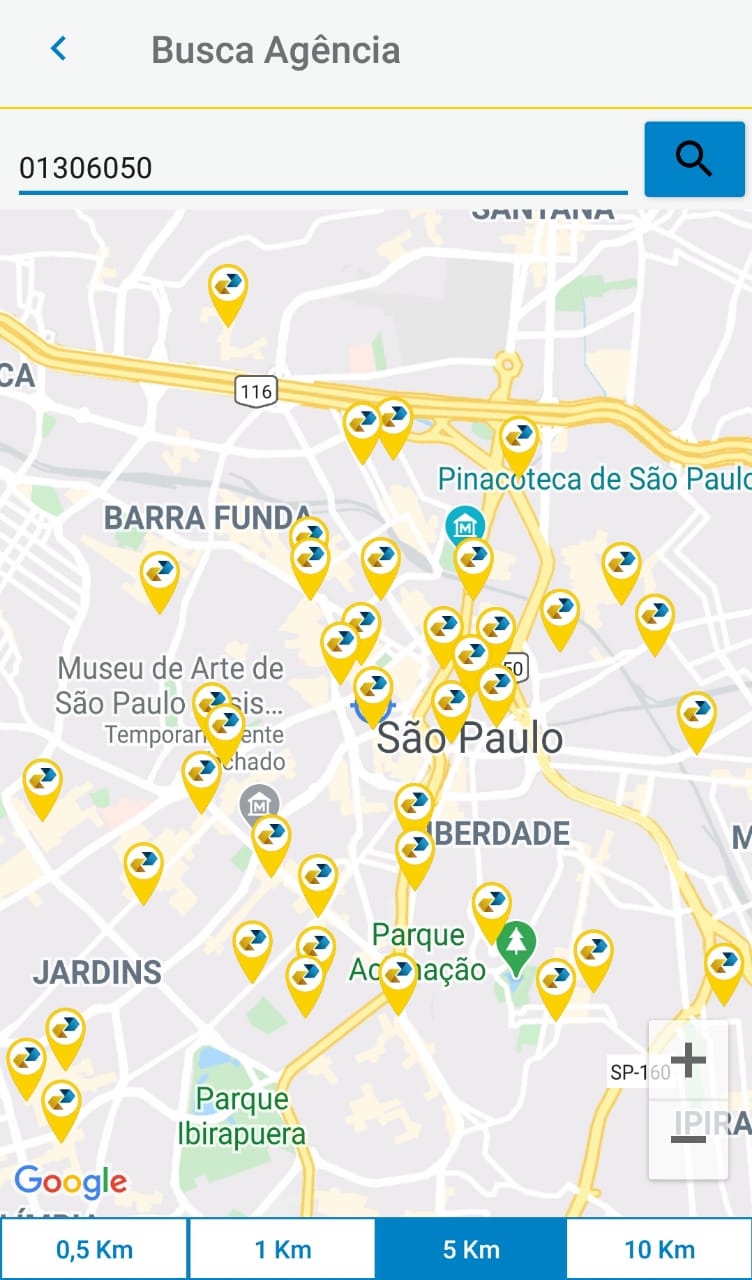 Busca Agência
01306050
SANTANA
CA
116
Pinacoteca de São Paulo
BARRA FUNDA
Museu de Arte de
São Paulo
50
Temporariamente
fechado
São Paulo
LIBERDADE
M
Parque
Aclimação
JARDINS
SP-160
Parque
Ibirapuera
IPIRA
Google
0,5 Km
1 Km
5 Km
10 Km